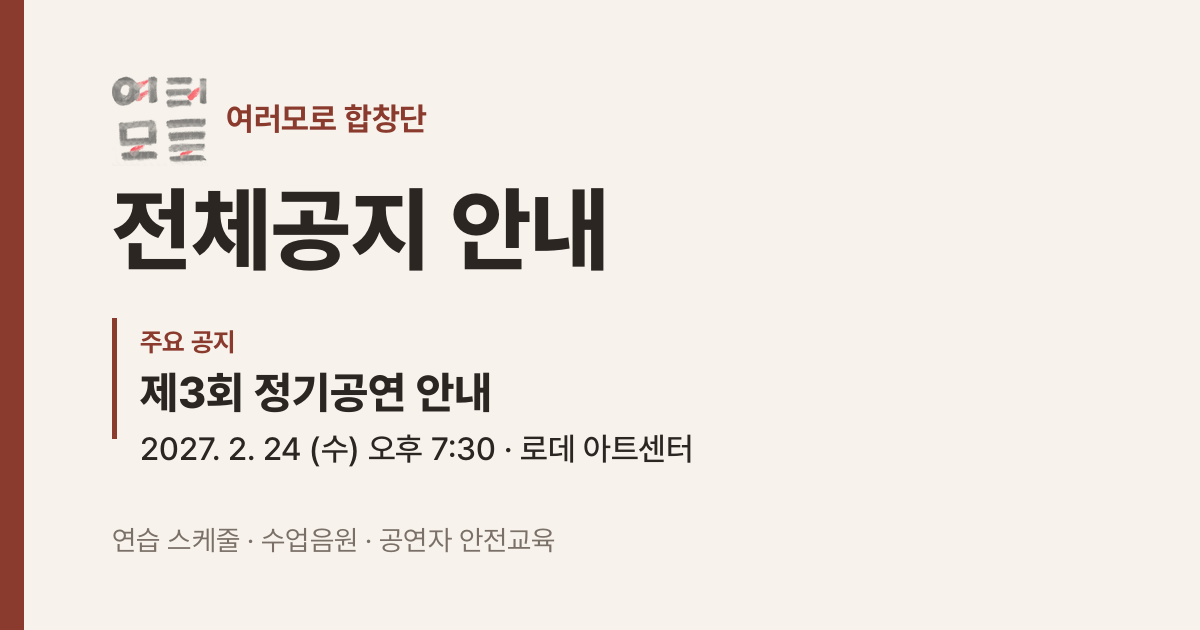 여러
모로
여러모로 합창단
전체공지 안내
주요 공지
제3회 정기공연 안내
2027. 2. 24 (수) 오후 7:30 · 로데 아트센터
연습 스케줄 · 수업음원 · 공연자 안전교육